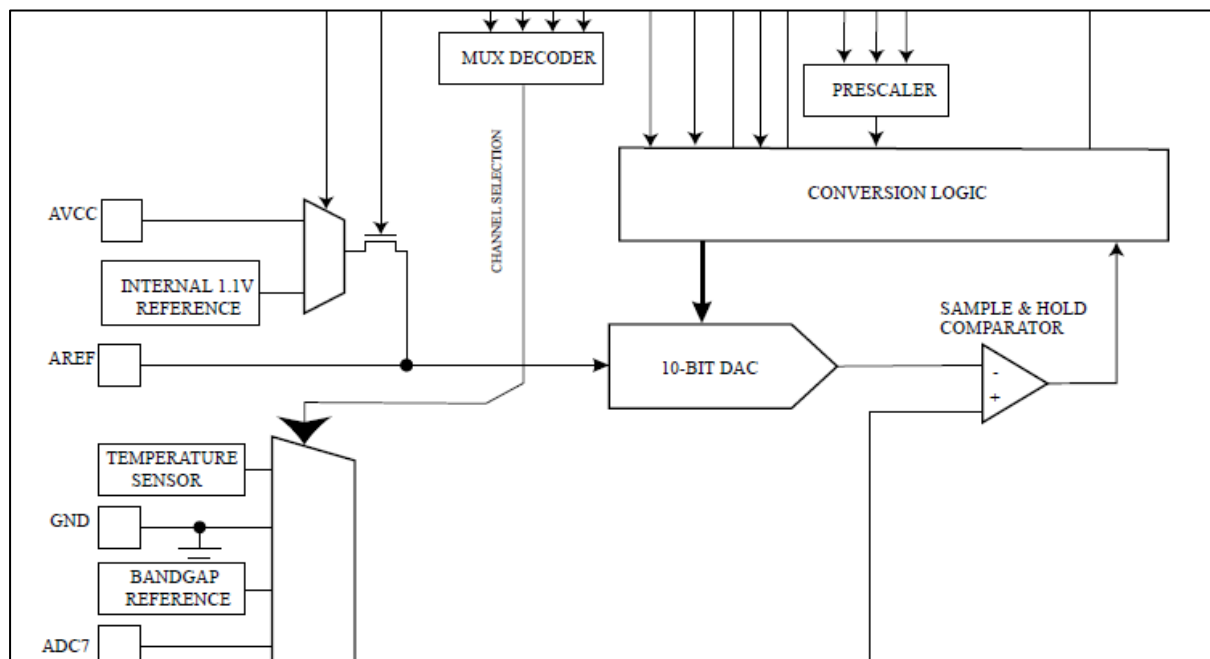 MUX DECODER
PRESCALER
CHANNEL SELECTION
CONVERSION LOGIC
AVCC
INTERNAL 1.1V
REFERENCE
SAMPLE & HOLD
COMPARATOR
AREF
10-BIT DAC
-
+
TEMPERATURE
SENSOR
GND
BANDGAP
REFERENCE
ADC7